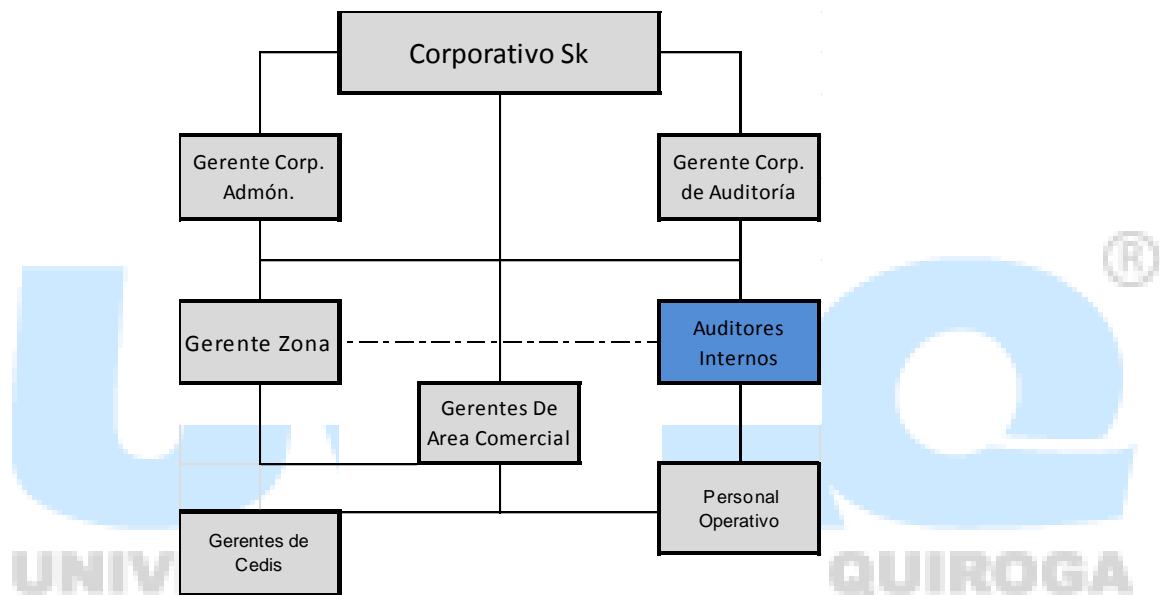 Corporativo Sk
Gerente Corp.
Admón.
Gerente Corp.
de Auditoría
®
Gerente Zona
Auditores
Internos
Gerentes De
Area Comercial
Personal
Operativo
Gerentes de
Cedis
UNIV
QUIROGA